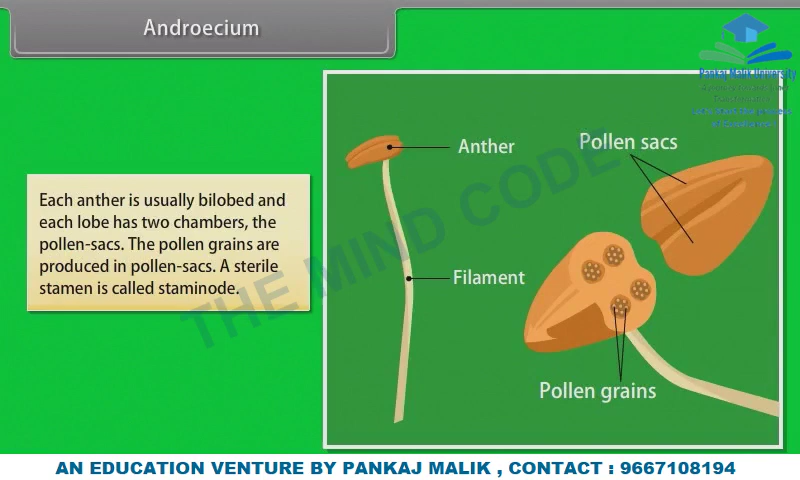 Androecium
Pankaj Malik University
Each anther is usually bilobed and
each lobe has two chambers, the
pollen-sacs. The pollen grains are
produced in pollen-sacs. A sterile
stamen is called staminode.
Anther
Pollen sacs
Filament
Pollen grains
THE MIND CODE
AN EDUCATION VENTURE BY PANKAJ MALIK , CONTACT : 9667108194